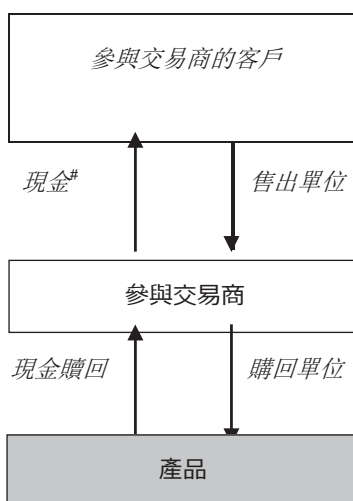 參與交易商的客戶
現金#
售出單位
參與交易商
現金贖回
購回單位
產品